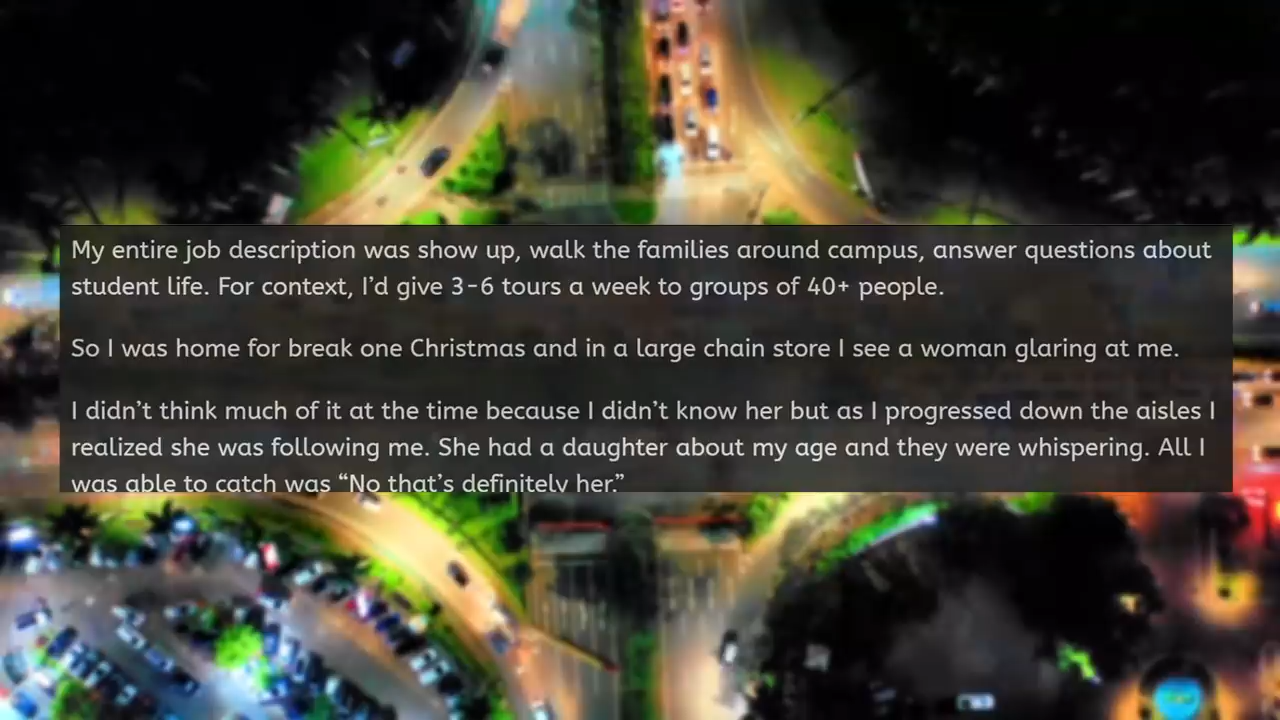 My entire job description was show up, walk the families around campus, answer questions about
student life. For context, I’d give 3-6 tours a week to groups of 40+ people.
So I was home for break one Christmas and in a large chain store I see a woman glaring at me.
I didn’t think much of it at the time because I didn’t know her but as I progressed down the aisles I
realized she was following me. She had a daughter about my age and they were whispering. All I
was able to catch was “No that’s definitely her.”